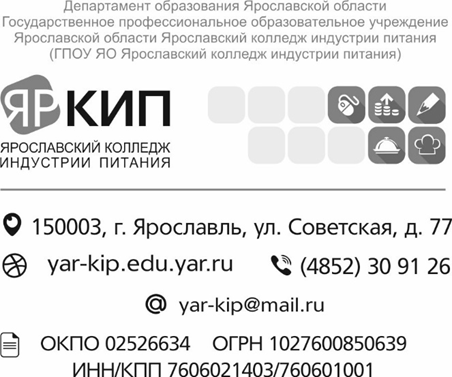 Департамент образования Ярославской области
Государственное профессиональное образовательное учреждение
Ярославской области Ярославский колледж индустрии питания
(ГПОУ ЯО Ярославский колледж индустрии питания)
ЯРКИП
ЯРОСЛАВСКИЙ КОЛЛЕДЖ
ИНДУСТРИИ ПИТАНИЯ
150003, г. Ярославль, ул. Советская, д. 77
yar-kip.edu.yar.ru (4852) 30 91 26
@ yar-kip@mail.ru
ОКПО 02526634 ОГРН 1027600850639
ИНН/КПП 7606021403/760601001